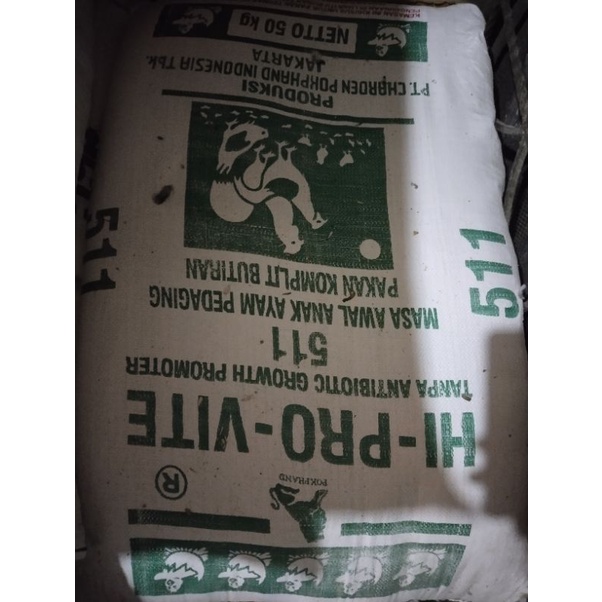 POKPHAND
®
HI-PRO-VITE
TANPA ANTIBIOTIC GROWTH PROMOTER
511
MASA AWAL ANAK AYAM PEDAGING
PAKAN KOMPLIT BUTIRAN
511
511
PRODUKSI
PT. CHAROEN POKPHAND INDONESIA Tbk.
JAKARTA
NETTO 50 kg